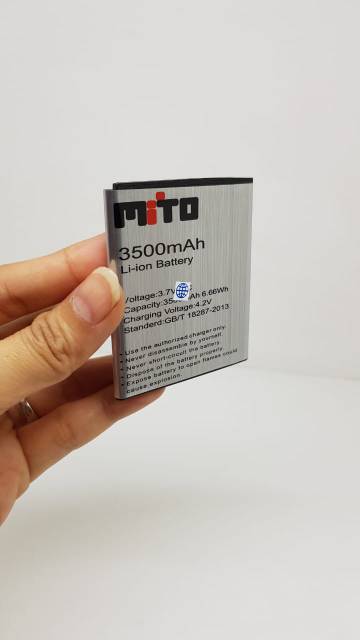 MiTO
3500mAh
Li-ion Battery
Voltage:3.7V
Capacity:35 Ah 6.66Wh
Charging Voltage:4.2V
Standerd:GB/T 18287-2013
• Use the authorized charger only.
• Never disassemble by yourself.
• Never short-circuit the battery.
• Dispose of the battery properly.
• Expose battery to open flames could
cause explosion.